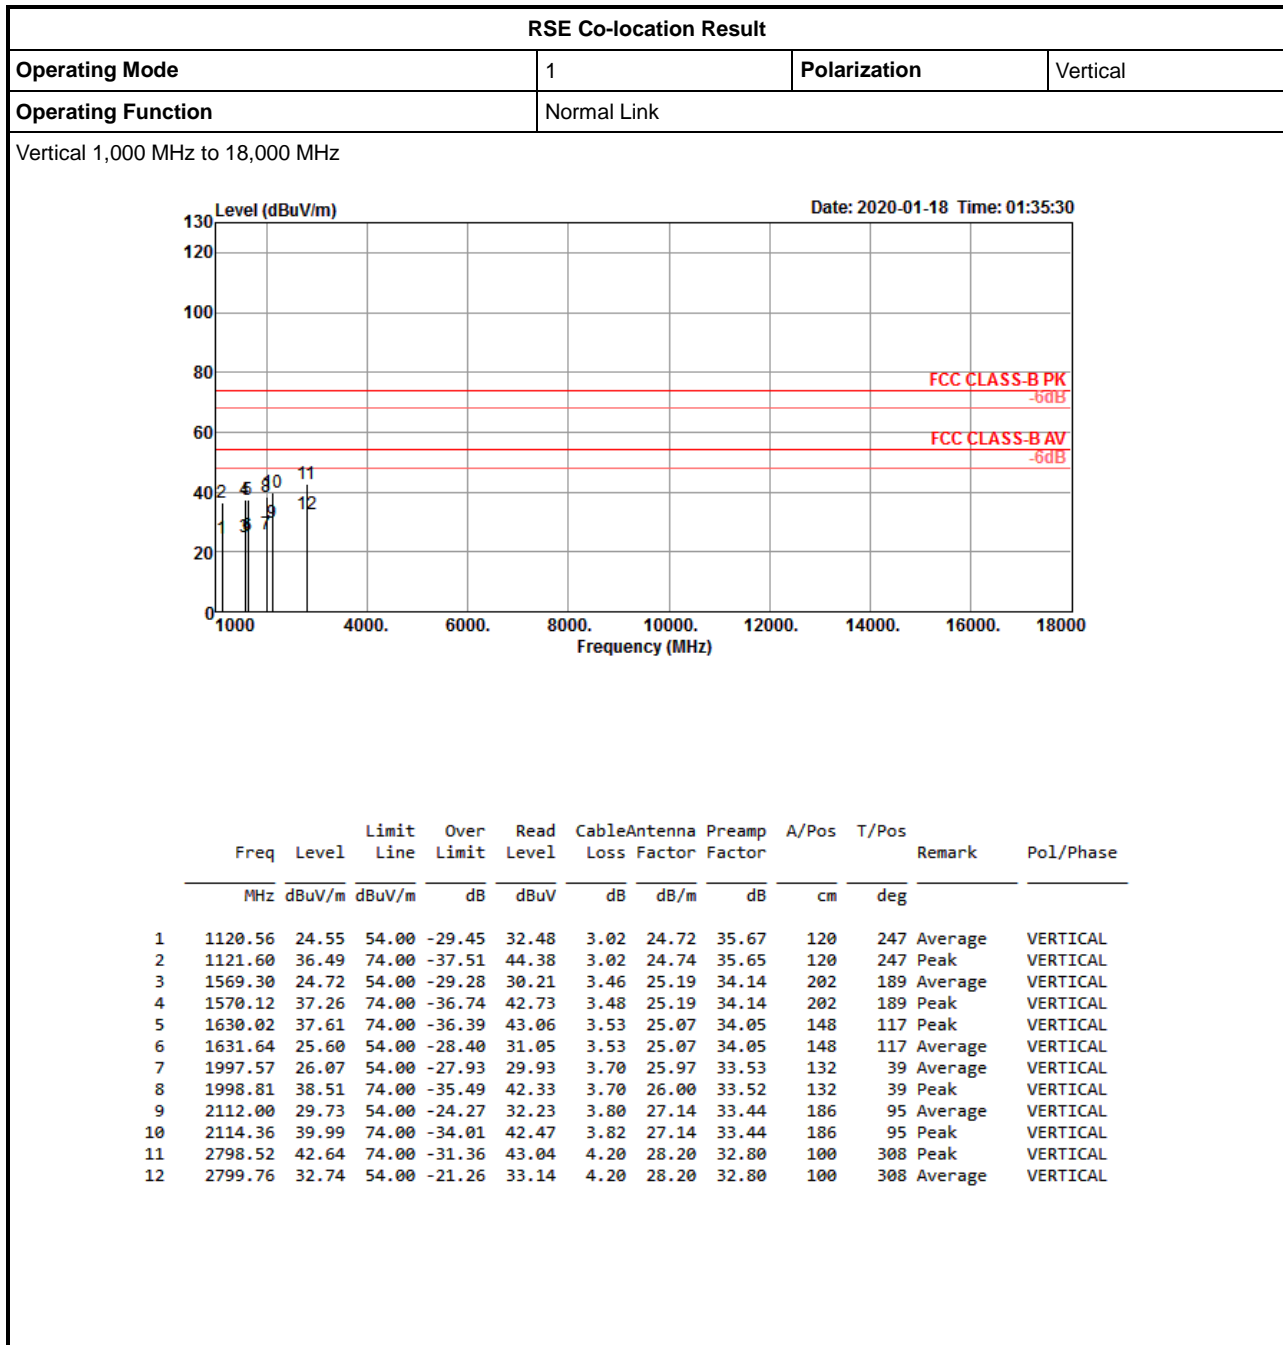 RSE Co-location Result
Operating Mode 1 Polarization Vertical
Operating Function Normal Link
Vertical 1,000 MHz to 18,000 MHz
Level (dBuV/m) Date: 2020-01-18 Time: 01:35:30
130
120
100
80
FCC CLASS-B PK
-6dB
60
FCC CLASS-B AV
-6dB
40
2 4 5 8 10 11
1 3 6 7 9 12
20
0
1000 4000. 6000. 8000. 10000. 12000. 14000. 16000. 18000
Frequency (MHz)
Limit Over Read CableAntenna Preamp A/Pos T/Pos
Freq Level Line Limit Level Loss Factor Factor Remark Pol/Phase
MHz dBuV/m dBuV/m dB dBuV dB dB/m dB cm deg
1 1120.56 24.55 54.00 -29.45 32.48 3.02 24.72 35.67 120 247 Average VERTICAL
2 1121.60 36.49 74.00 -37.51 44.38 3.02 24.74 35.65 120 247 Peak VERTICAL
3 1569.30 24.72 54.00 -29.28 30.21 3.46 25.19 34.14 202 189 Average VERTICAL
4 1570.12 37.26 74.00 -36.74 42.73 3.48 25.19 34.14 202 189 Peak VERTICAL
5 1630.02 37.61 74.00 -36.39 43.06 3.53 25.07 34.05 148 117 Peak VERTICAL
6 1631.64 25.60 54.00 -28.40 31.05 3.53 25.07 34.05 148 117 Average VERTICAL
7 1997.57 26.07 54.00 -27.93 29.93 3.70 25.97 33.53 132 39 Average VERTICAL
8 1998.81 38.51 74.00 -35.49 42.33 3.70 26.00 33.52 132 39 Peak VERTICAL
9 2112.00 29.73 54.00 -24.27 32.23 3.80 27.14 33.44 186 95 Average VERTICAL
10 2114.36 39.99 74.00 -34.01 42.47 3.82 27.14 33.44 186 95 Peak VERTICAL
11 2798.52 42.64 74.00 -31.36 43.04 4.20 28.20 32.80 100 308 Peak VERTICAL
12 2799.76 32.74 54.00 -21.26 33.14 4.20 28.20 32.80 100 308 Average VERTICAL